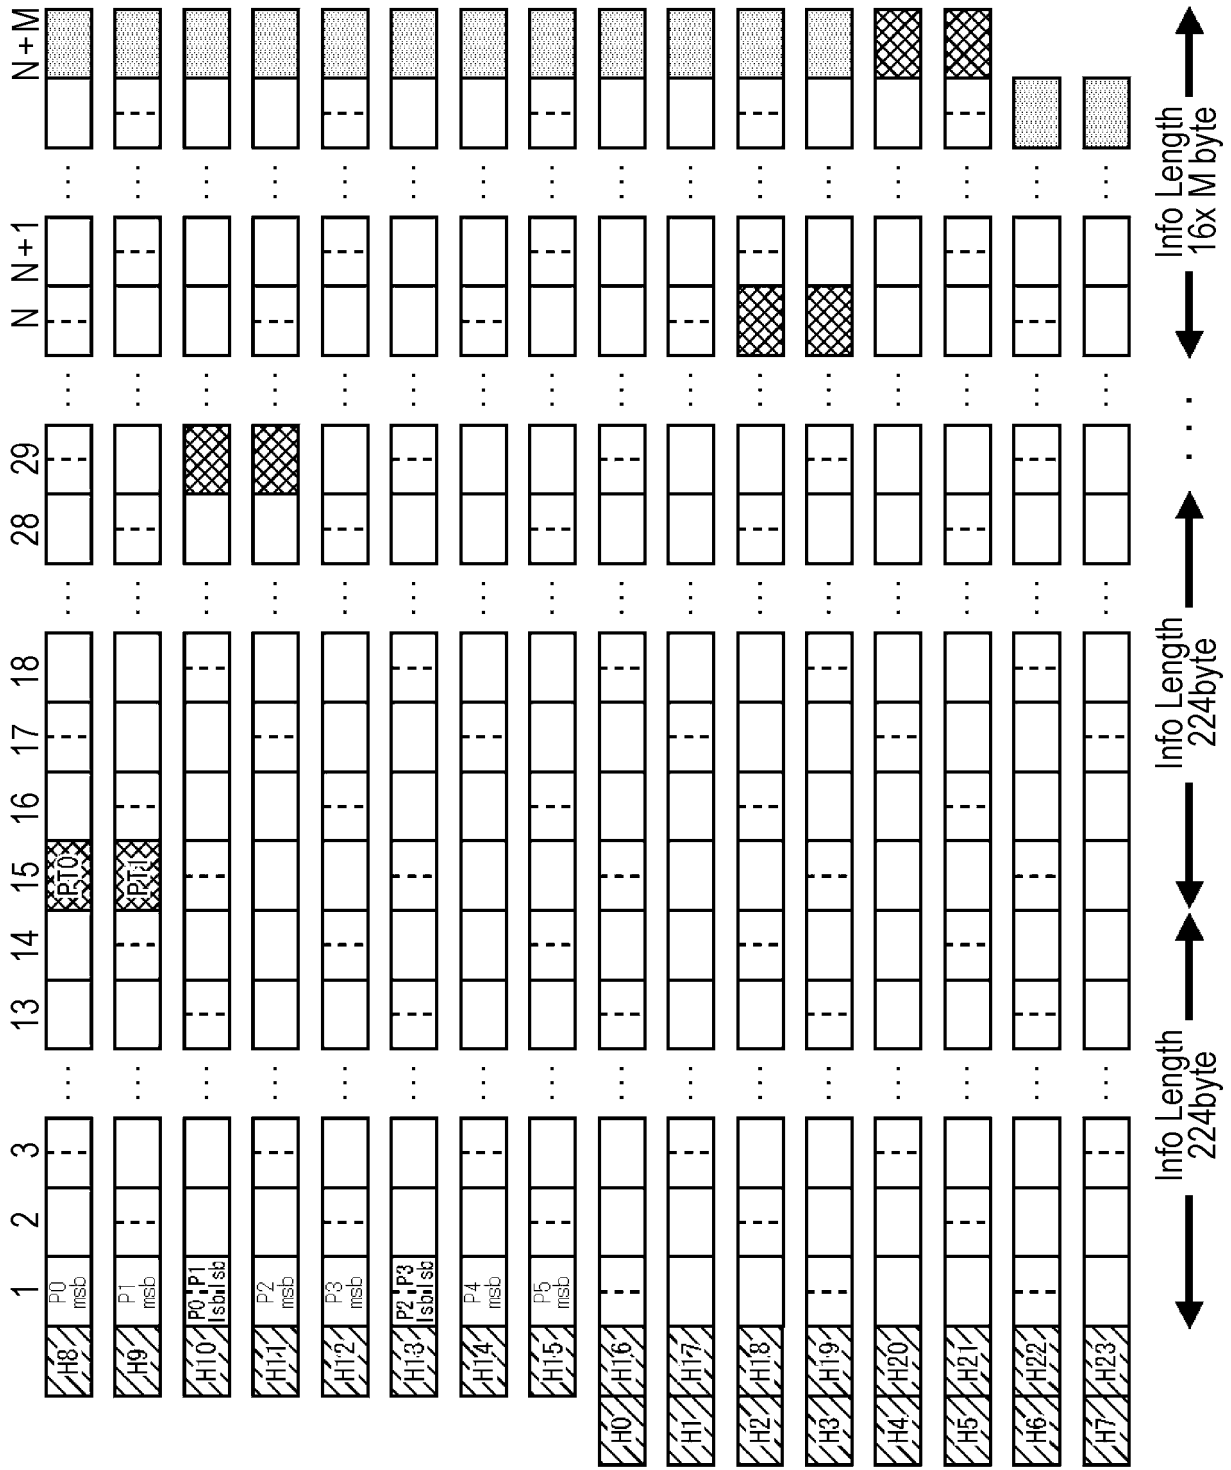 N+M
N+1
N
29
28
18
17
16
15
14
13
3
2
1
PT0
PT1
P0
msb
P1
msb
P0 P1
lsb lsb
P2
msb
P3
msb
P2 P3
lsb lsb
P4
msb
P5
msb
H8
H9
H10
H11
H12
H13
H14
H15
H16
H17
H18
H19
H20
H21
H22
H23
H0
H1
H2
H3
H4
H5
H6
H7
Info Length
16x M byte
Info Length
224byte
Info Length
224byte